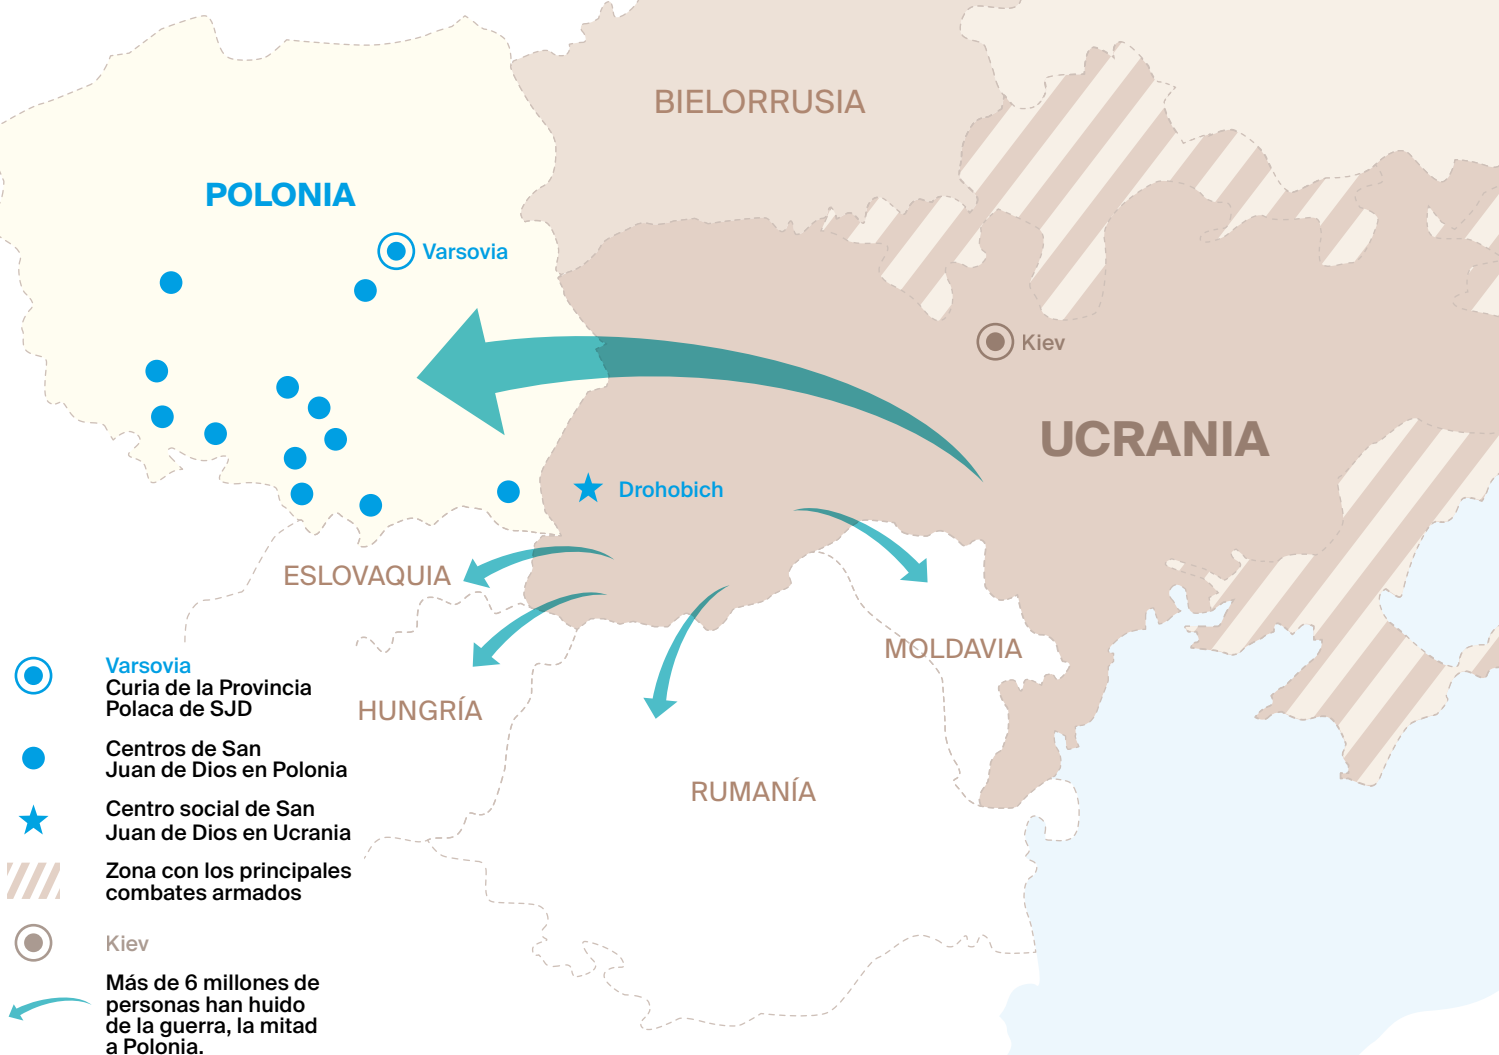 BIELORRUSIA
POLONIA
Varsovia
Kiev
UCRANIA
Drohobich
ESLOVAQUIA
MOLDAVIA
HUNGRÍA
RUMANÍA
Varsovia
Curia de la Provincia
Polaca de SJD
Centros de San
Juan de Dios en Polonia
Centro social de San
Juan de Dios en Ucrania
Zona con los principales
combates armados
Kiev
Más de 6 millones de
personas han huido
de la guerra, la mitad
a Polonia.